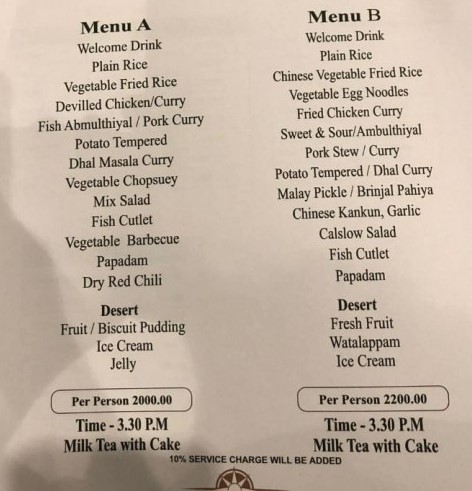 Menu A
Welcome Drink
Plain Rice
Vegetable Fried Rice
Devilled Chicken/Curry
Fish Abmulthiyal / Pork Curry
Potato Tempered
Dhal Masala Curry
Vegetable Chopsuey
Mix Salad
Fish Cutlet
Vegetable Barbecue
Papadam
Dry Red Chili
Desert
Fruit / Biscuit Pudding
Ice Cream
Jelly
Per Person 2000.00
Time - 3.30 P.M
Milk Tea with Cake
Menu B
Welcome Drink
Plain Rice
Chinese Vegetable Fried Rice
Vegetable Egg Noodles
Fried Chicken Curry
Sweet & Sour/Ambulthiyal
Pork Stew / Curry
Potato Tempered / Dhal Curry
Malay Pickle / Brinjal Pahiya
Chinese Kankun, Garlic
Calslow Salad
Fish Cutlet
Papadam
Desert
Fresh Fruit
Watalappam
Ice Cream
Per Person 2200.00
Time - 3.30 P.M
Milk Tea with Cake
10% SERVICE CHARGE WILL BE ADDED